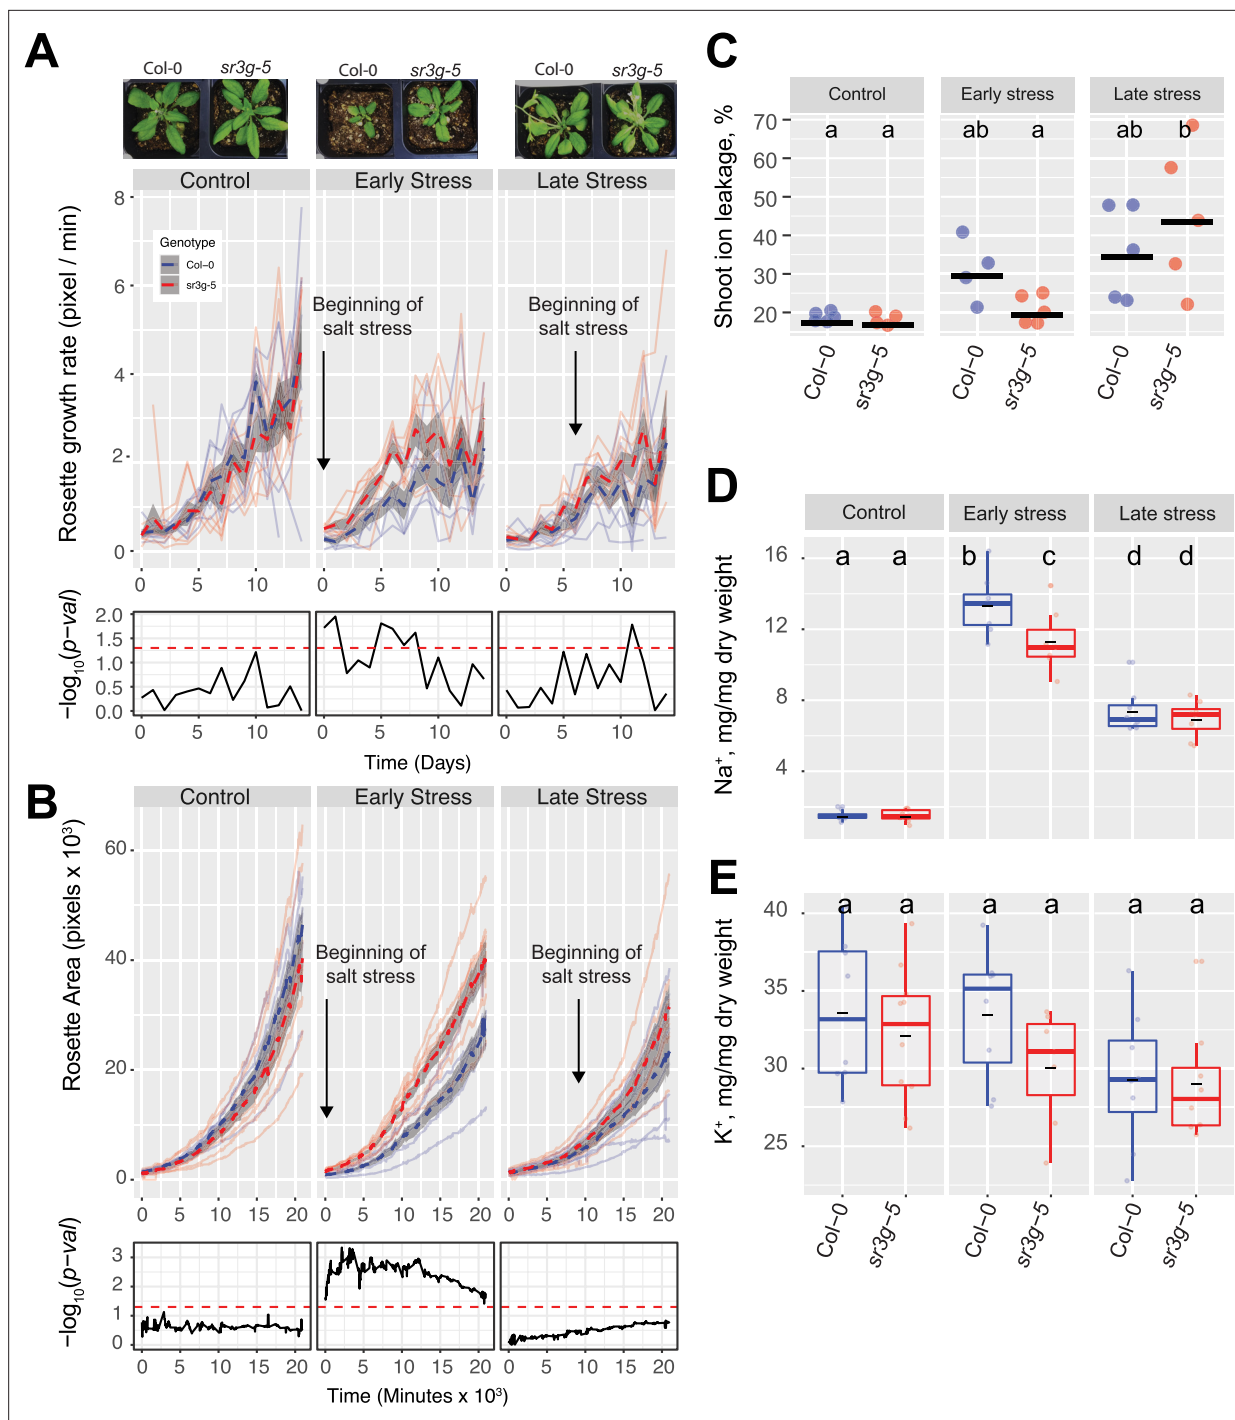 A
Col-0 sr3g-5 Col-0 sr3g-5 Col-0 sr3g-5
Control Early Stress Late Stress
Rosette growth rate (pixel / min)
8
6
4
2
0
Genotype
Col-0
sr3g-5
Beginning of
salt stress
Beginning of
salt stress
0 5 10 0 5 10 0 5 10
−log10(p−val)
2.0
1.5
1.0
0.5
0.0
0 5 10 0 5 10 0 5 10
Time (Days)
B
Control Early Stress Late Stress
Rosette Area (pixels x 10³)
60
40
20
0
Beginning of
salt stress
Beginning of
salt stress
0 5 10 15 20 0 5 10 15 20 0 5 10 15 20
−log10(p−val)
3
2
1
0
0 5 10 15 20 0 5 10 15 20 0 5 10 15 20
Time (Minutes x 10³)
C
Control Early stress Late stress
Shoot ion leakage, %
70
60
50
40
30
20
a a ab a ab b
Col−0 sr3g−5 Col−0 sr3g−5 Col−0 sr3g−5
D
Control Early stress Late stress
Na⁺, mg/mg dry weight
16
12
8
4
a a b c d d
E
K⁺, mg/mg dry weight
40
35
30
25
a a a a a a
Col−0 sr3g−5 Col−0 sr3g−5 Col−0 sr3g−5